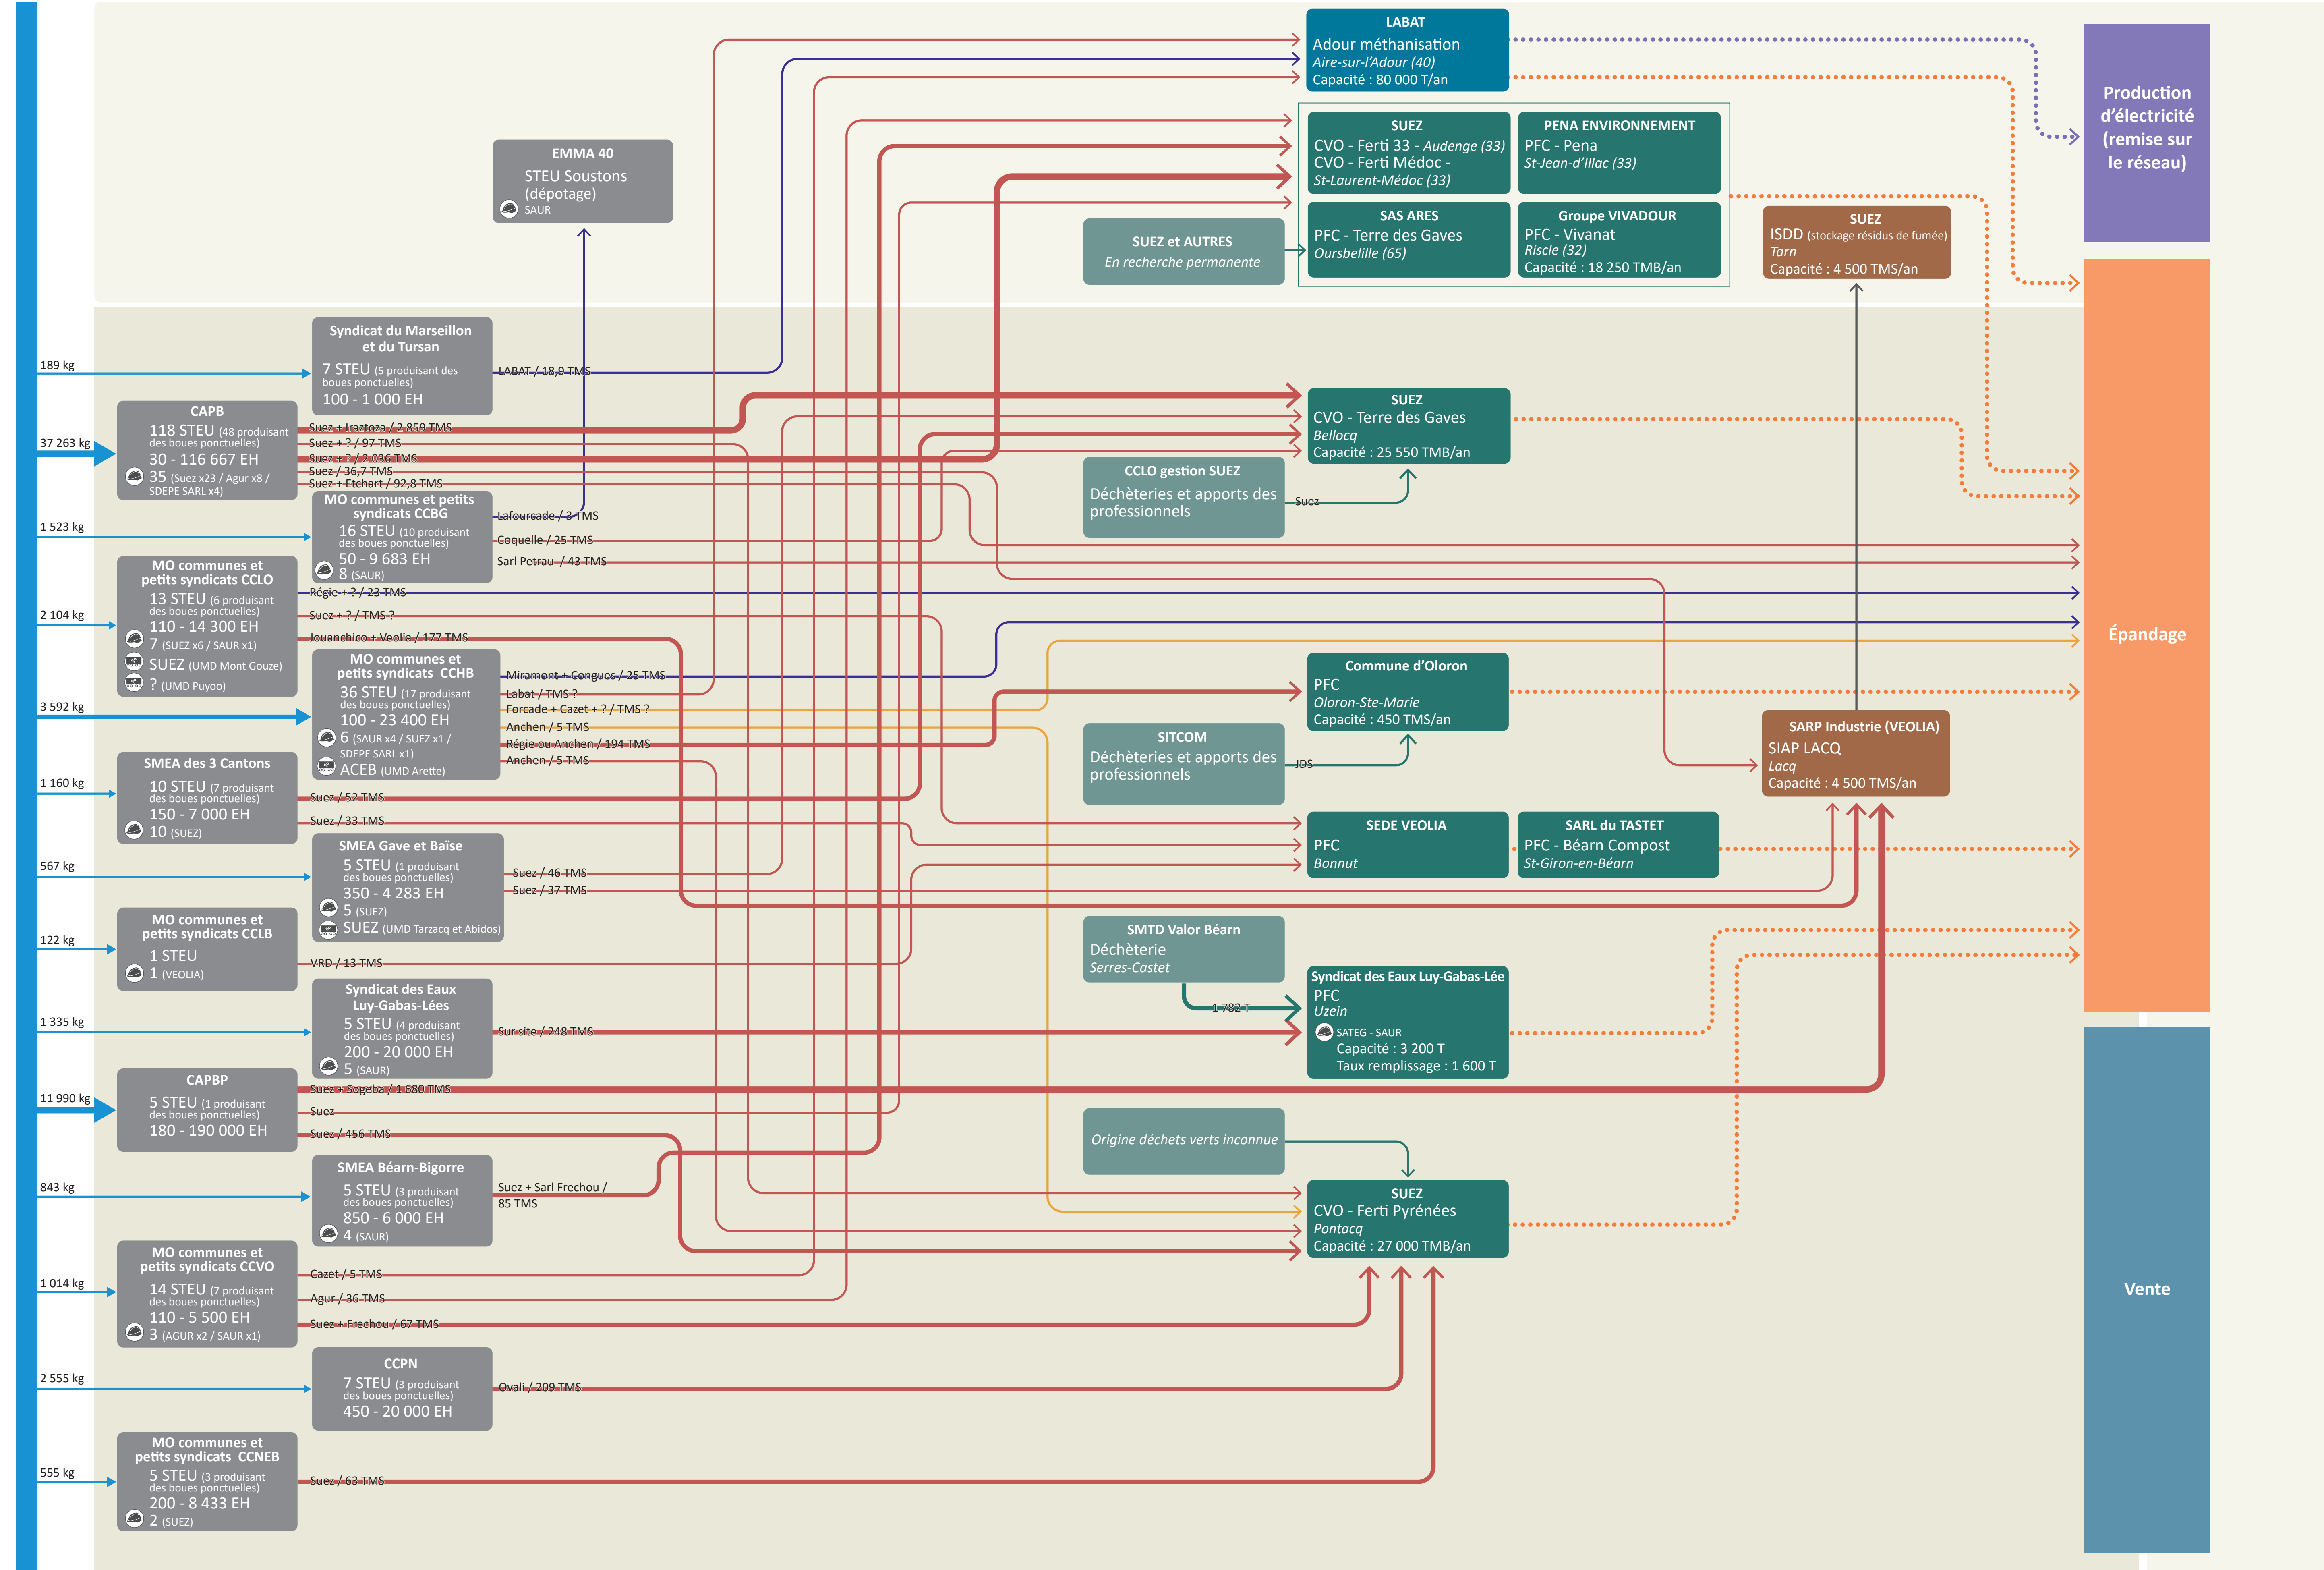 LABAT
Adour méthanisation
Aire-sur-l'Adour (40)
Capacité : 80 000 T/an
Production
d'électricité
(remise sur
le réseau)
EMMA 40
STEU Soustons
(dépotage)
SAUR
SUEZ
CVO - Ferti 33 - Audenge (33)
CVO - Ferti Médoc -
St-Laurent-Médoc (33)
PENA ENVIRONNEMENT
PFC - Pena
St-Jean-d'Illac (33)
SAS ARES
PFC - Terre des Gaves
Oursbelille (65)
Groupe VIVADOUR
PFC - Vivanat
Riscle (32)
Capacité : 18 250 TMB/an
SUEZ et AUTRES
En recherche permanente
SUEZ
ISDD (stockage résidus de fumée)
Tarn
Capacité : 4 500 TMS/an
189 kg
Syndicat du Marseillon
et du Tursan
7 STEU (5 produisant des
boues ponctuelles)
100 - 1 000 EH
LABAT / 18,9 TMS
37 263 kg
CAPB
118 STEU (48 produisant
des boues ponctuelles)
30 - 116 667 EH
35 (Suez x23 / Agur x8 /
SDEPE SARL x4)
Suez + Iraztoza / 2 859 TMS
Suez + ? / 97 TMS
Suez + ? / 2 036 TMS
Suez / 36,7 TMS
Suez + Etchart / 92,8 TMS
SUEZ
CVO - Terre des Gaves
Bellocq
Capacité : 25 550 TMB/an
CCLO gestion SUEZ
Déchèteries et apports des
professionnels
Suez
1 523 kg
MO communes et petits
syndicats CCBG
16 STEU (10 produisant
des boues ponctuelles)
50 - 9 683 EH
8 (SAUR)
Lafourcade / 3 TMS
Coquelle / 25 TMS
Sarl Petrau / 43 TMS
2 104 kg
MO communes et
petits syndicats CCLO
13 STEU (6 produisant
des boues ponctuelles)
110 - 14 300 EH
7 (SUEZ x6 / SAUR x1)
SUEZ (UMD Mont Gouze)
? (UMD Puyoo)
Régie + ? / 23 TMS
Suez + ? / TMS ?
Jouanchico + Veolia / 177 TMS
Épandage
3 592 kg
MO communes et
petits syndicats  CCHB
36 STEU (17 produisant
des boues ponctuelles)
100 - 23 400 EH
6 (SAUR x4 / SUEZ x1 /
SDEPE SARL x1)
ACEB (UMD Arette)
Miramont + Congues / 25 TMS
Labat / TMS ?
Forcade + Cazet + ? / TMS ?
Anchen / 5 TMS
Régie ou Anchen / 194 TMS
Anchen / 5 TMS
Commune d'Oloron
PFC
Oloron-Ste-Marie
Capacité : 450 TMS/an
SITCOM
Déchèteries et apports des
professionnels
JDS
SARP Industrie (VEOLIA)
SIAP LACQ
Lacq
Capacité : 4 500 TMS/an
1 160 kg
SMEA des 3 Cantons
10 STEU (7 produisant
des boues ponctuelles)
150 - 7 000 EH
10 (SUEZ)
Suez / 52 TMS
Suez / 33 TMS
SEDE VEOLIA
PFC
Bonnut
SARL du TASTET
PFC - Béarn Compost
St-Giron-en-Béarn
567 kg
SMEA Gave et Baïse
5 STEU (1 produisant
des boues ponctuelles)
350 - 4 283 EH
5 (SUEZ)
SUEZ (UMD Tarzacq et Abidos)
Suez / 46 TMS
Suez / 37 TMS
122 kg
MO communes et
petits syndicats CCLB
1 STEU
1 (VEOLIA)
VRD / 13 TMS
SMTD Valor Béarn
Déchèterie
Serres-Castet
1 782 T
1 335 kg
Syndicat des Eaux
Luy-Gabas-Lées
5 STEU (4 produisant
des boues ponctuelles)
200 - 20 000 EH
5 (SAUR)
Sur site / 248 TMS
Syndicat des Eaux Luy-Gabas-Lée
PFC
Uzein
SATEG - SAUR
Capacité : 3 200 T
Taux remplissage : 1 600 T
11 990 kg
CAPBP
5 STEU (1 produisant
des boues ponctuelles)
180 - 190 000 EH
Suez + Sogeba / 1 680 TMS
Suez
Suez / 456 TMS
Origine déchets verts inconnue
843 kg
SMEA Béarn-Bigorre
5 STEU (3 produisant
des boues ponctuelles)
850 - 6 000 EH
4 (SAUR)
Suez + Sarl Frechou /
85 TMS
SUEZ
CVO - Ferti Pyrénées
Pontacq
Capacité : 27 000 TMB/an
1 014 kg
MO communes et
petits syndicats CCVO
14 STEU (7 produisant
des boues ponctuelles)
110 - 5 500 EH
3 (AGUR x2 / SAUR x1)
Cazet / 5 TMS
Agur / 36 TMS
Suez + Frechou / 67 TMS
Vente
2 555 kg
CCPN
7 STEU (3 produisant
des boues ponctuelles)
450 - 20 000 EH
Ovali / 209 TMS
555 kg
MO communes et
petits syndicats  CCNEB
5 STEU (3 produisant
des boues ponctuelles)
200 - 8 433 EH
2 (SUEZ)
Suez / 63 TMS